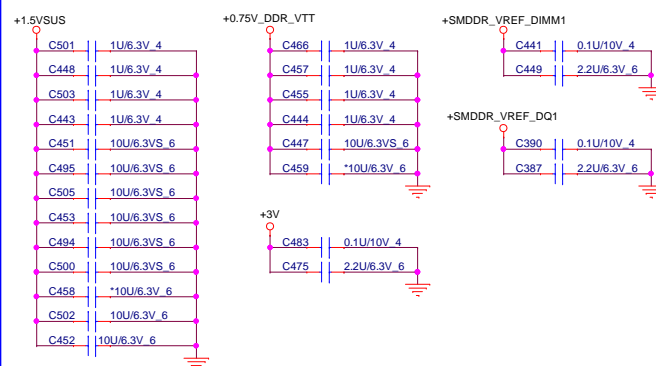 +1.5VSUS
C501 1U/6.3V_4
C448 1U/6.3V_4
C503 1U/6.3V_4
C443 1U/6.3V_4
C451 10U/6.3VS_6
C495 10U/6.3VS_6
C505 10U/6.3VS_6
C453 10U/6.3VS_6
C494 10U/6.3VS_6
C500 10U/6.3VS_6
C458 *10U/6.3V_6
C502 10U/6.3V_6
C452 10U/6.3V_6
+0.75V_DDR_VTT
C466 1U/6.3V_4
C457 1U/6.3V_4
C455 1U/6.3V_4
C444 1U/6.3V_4
C447 10U/6.3VS_6
C459 *10U/6.3V_6
+3V
C483 0.1U/10V_4
C475 2.2U/6.3V_6
+SMDDR_VREF_DIMM1
C441 0.1U/10V_4
C449 2.2U/6.3V_6
+SMDDR_VREF_DQ1
C390 0.1U/10V_4
C387 2.2U/6.3V_6